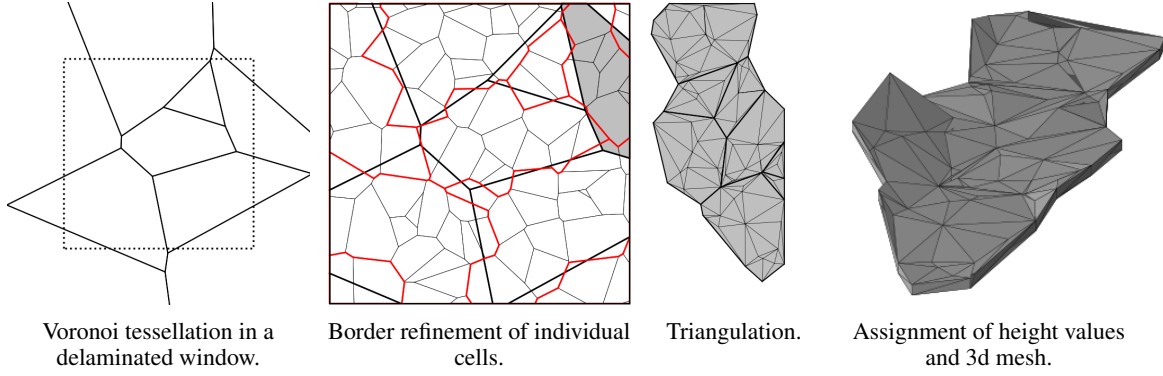 Voronoi tessellation in a
delaminated window.
Border refinement of individual
cells.
Triangulation.
Assignment of height values
and 3d mesh.